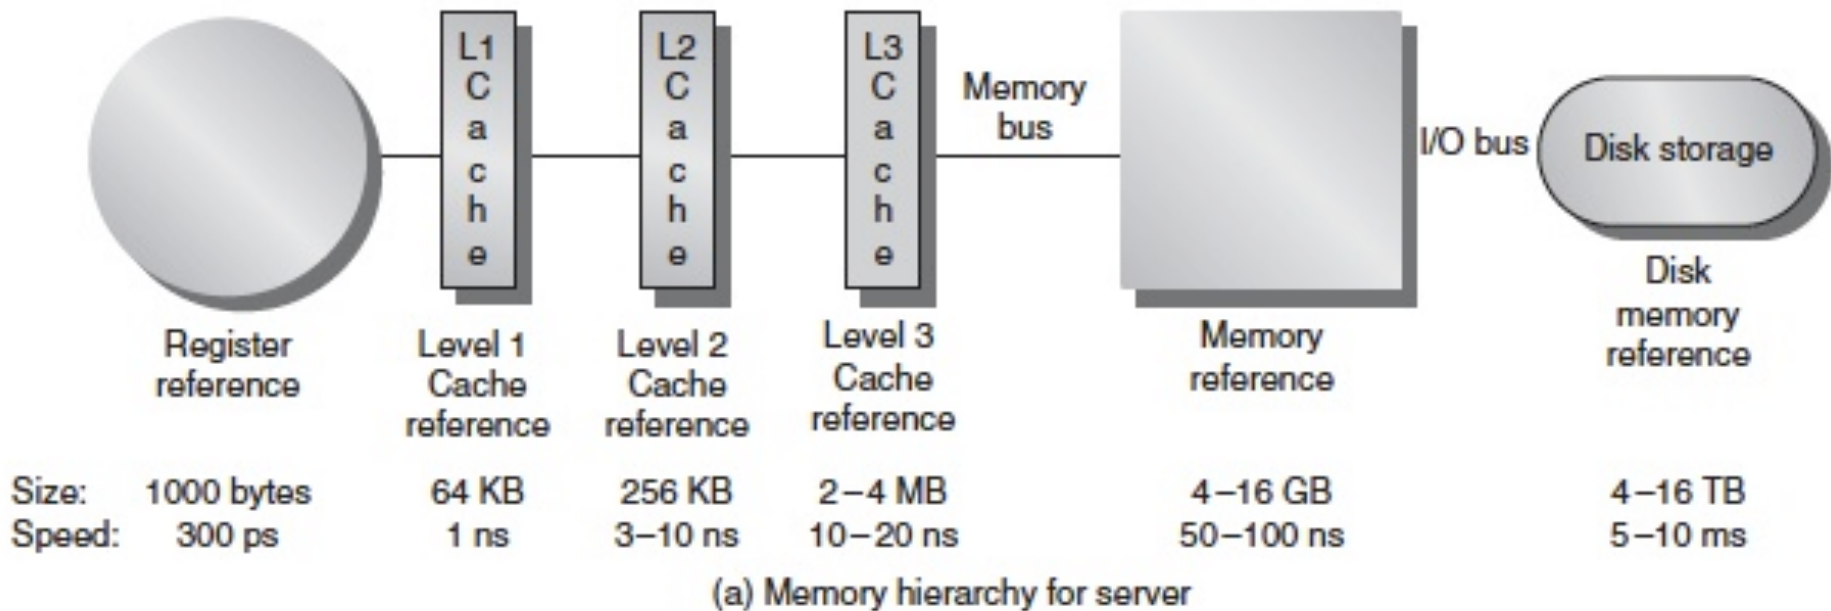 L1
Cache
L2
Cache
L3
Cache
Memory
bus
I/O bus
Disk storage
Register
reference
Level 1
Cache
reference
Level 2
Cache
reference
Level 3
Cache
reference
Memory
reference
Disk
memory
reference
Size: 1000 bytes 64 KB 256 KB 2–4 MB 4–16 GB 4–16 TB
Speed: 300 ps 1 ns 3–10 ns 10–20 ns 50–100 ns 5–10 ms
(a) Memory hierarchy for server